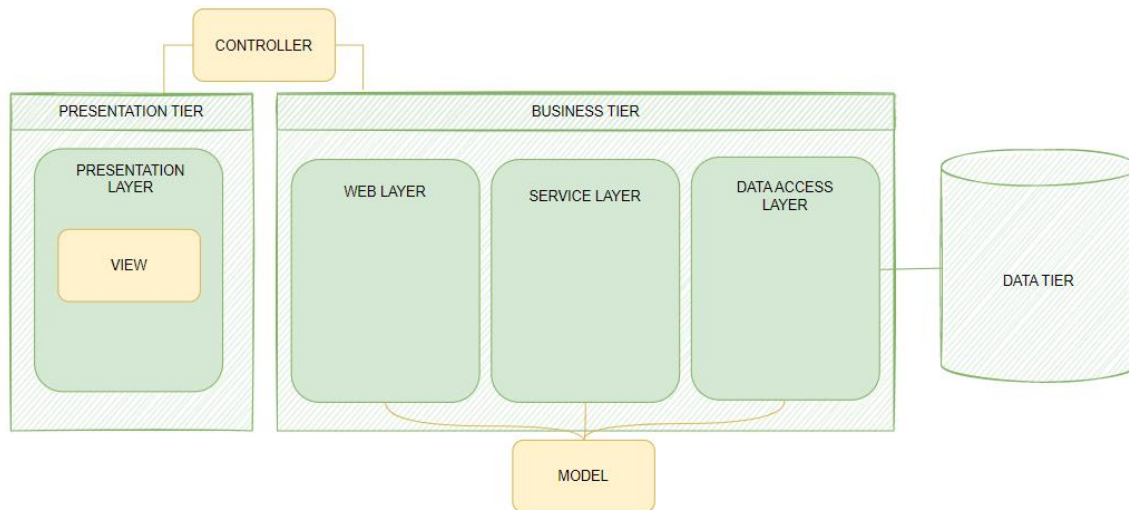 CONTROLLER
PRESENTATION TIER
BUSINESS TIER
PRESENTATION
LAYER
VIEW
WEB LAYER
SERVICE LAYER
DATA ACCESS
LAYER
DATA TIER
MODEL